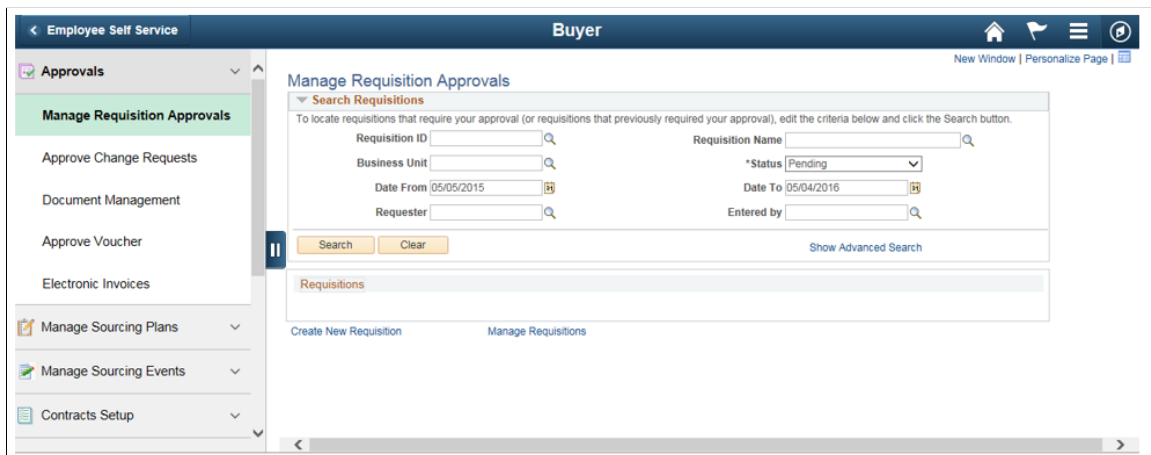 Employee Self Service
Buyer
New Window | Personalize Page |
Approvals
Manage Requisition Approvals
Approve Change Requests
Document Management
Approve Voucher
Electronic Invoices
Manage Sourcing Plans
Manage Sourcing Events
Contracts Setup
Manage Requisition Approvals
Search Requisitions
To locate requisitions that require your approval (or requisitions that previously required your approval), edit the criteria below and click the Search button.
Requisition ID Requisition Name
Business Unit *Status Pending
Date From 05/05/2015 Date To 05/04/2016
Requester Entered by
Search Clear Show Advanced Search
Requisitions
Create New Requisition Manage Requisitions